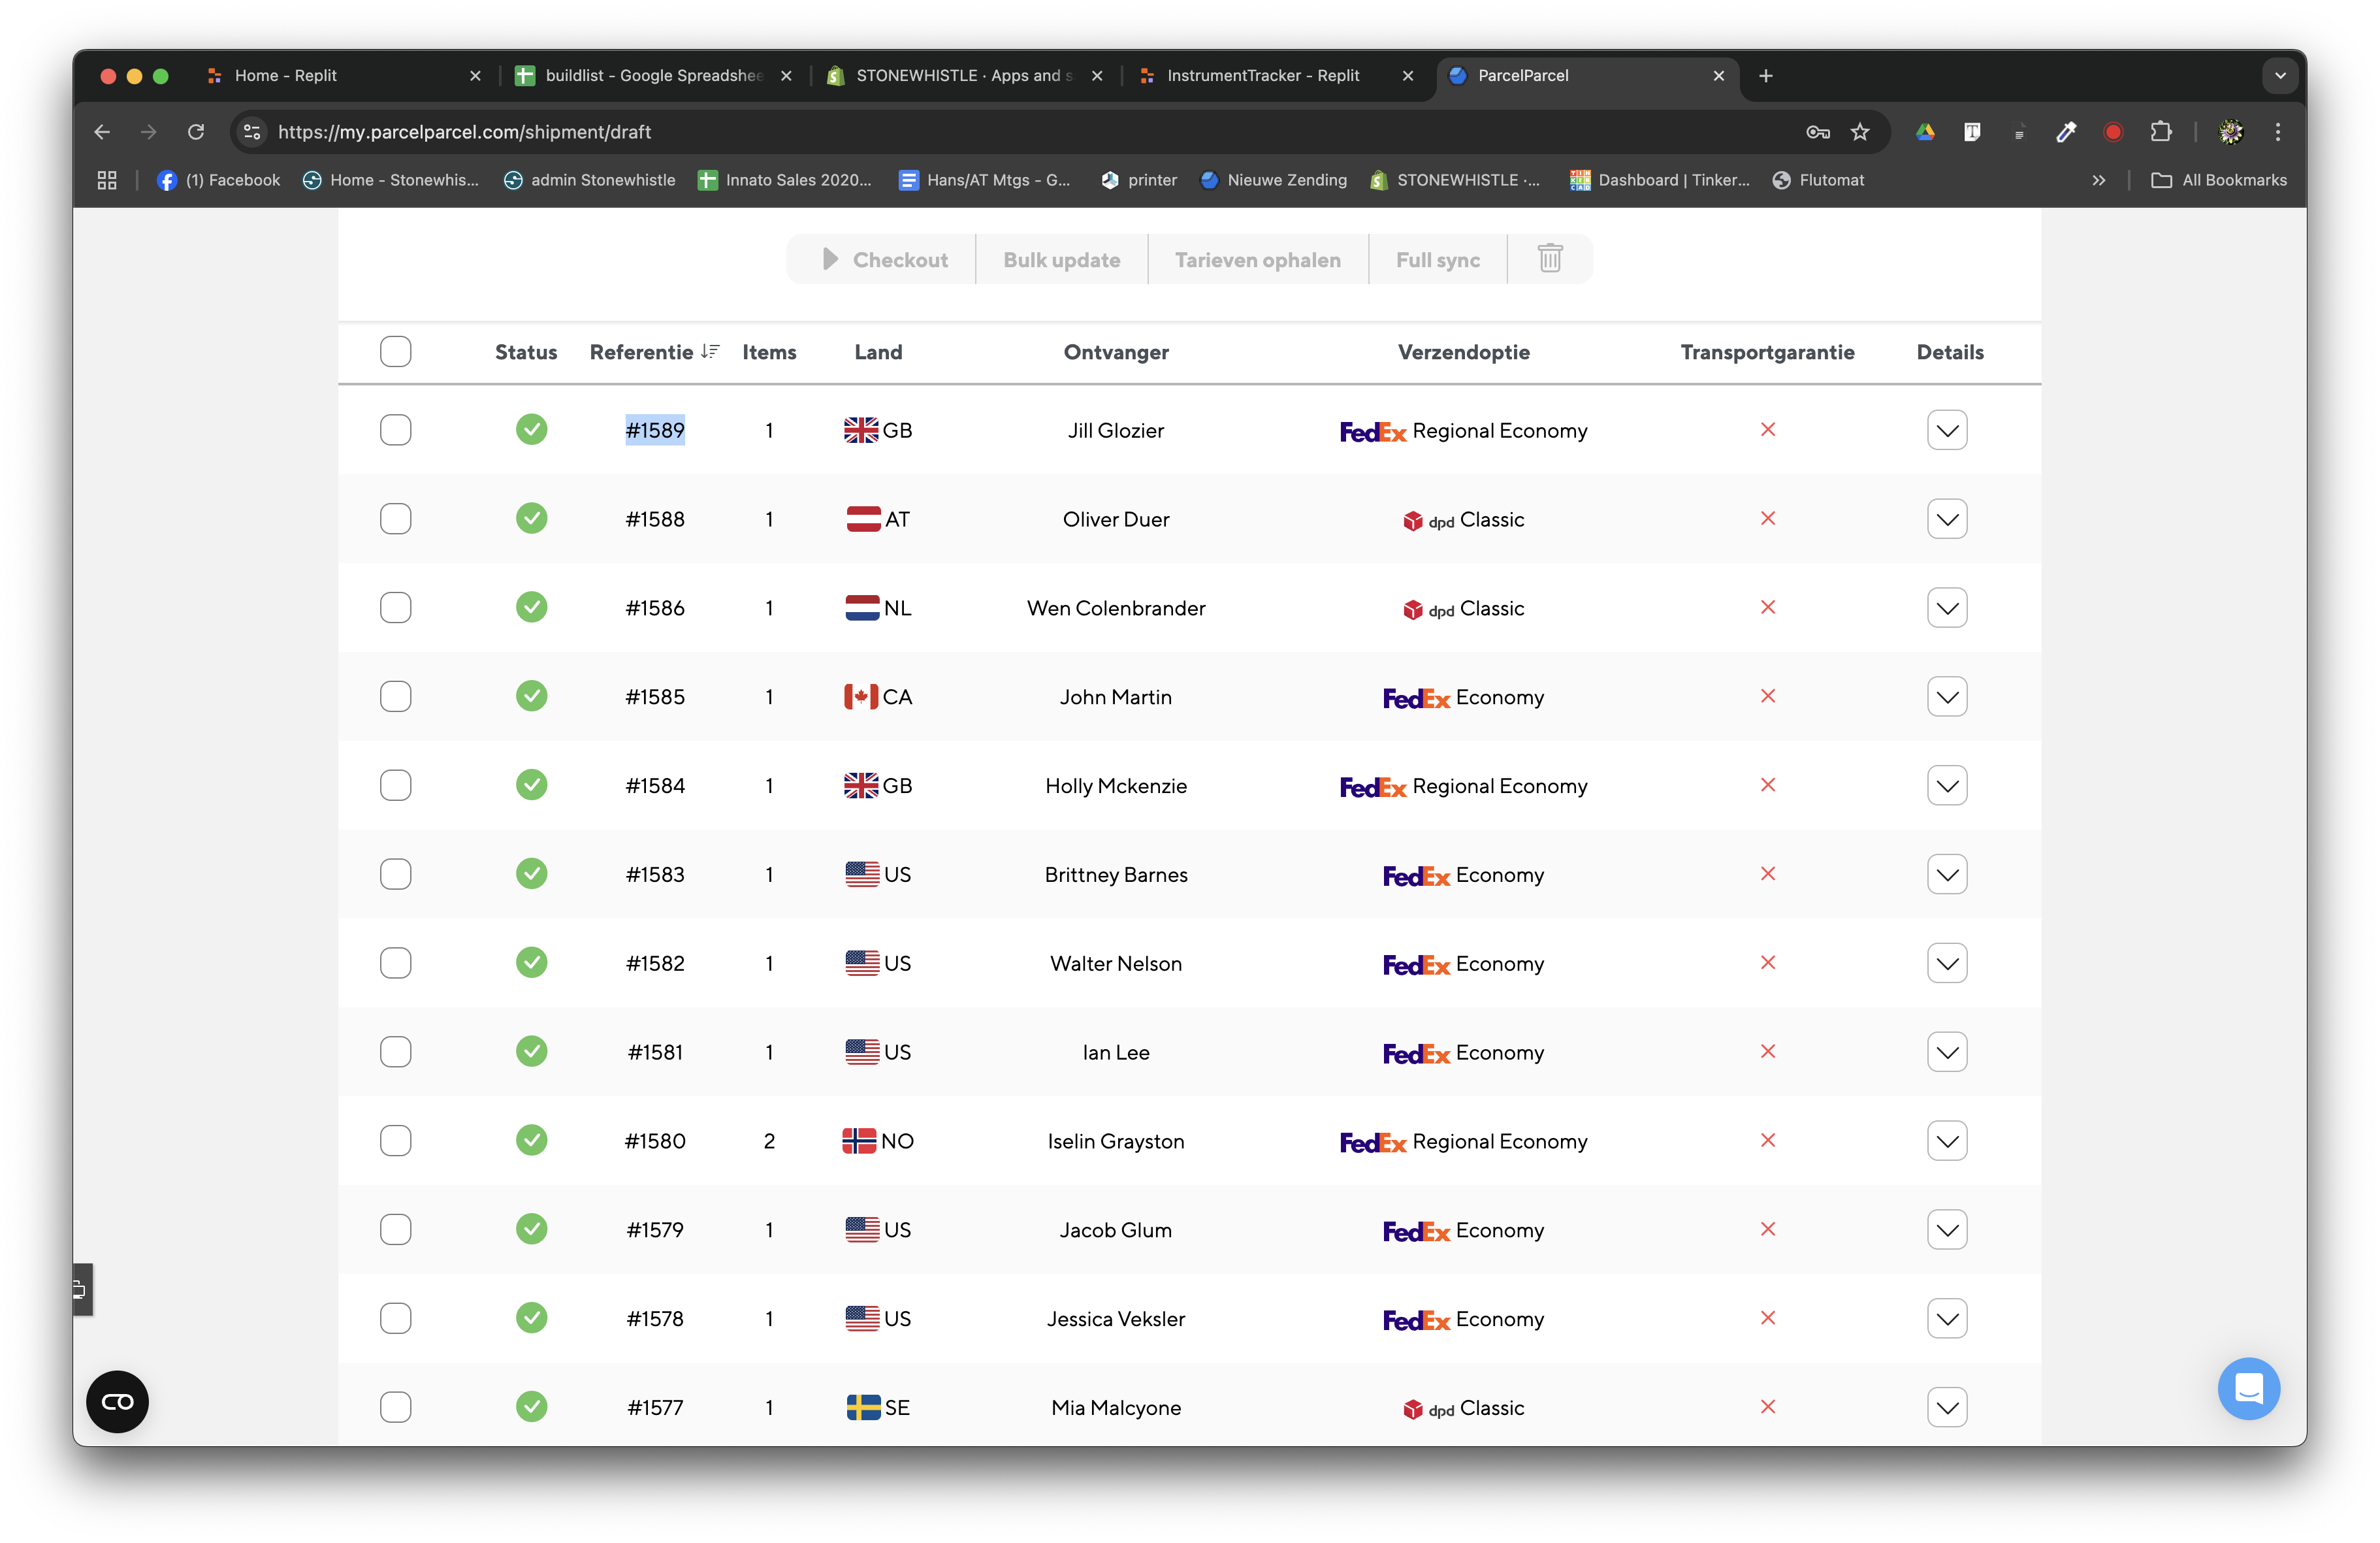 Home - Replit
buildlist - Google Spreadshee
STONEWHISTLE · Apps and s
InstrumentTracker - Replit
ParcelParcel
https://my.parcelparcel.com/shipment/draft
(1) Facebook
Home - Stonewhis...
admin Stonewhistle
Innato Sales 2020...
Hans/AT Mtgs - G...
printer
Nieuwe Zending
STONEWHISTLE ·...
Dashboard | Tinker...
Flutomat
All Bookmarks
Checkout Bulk update Tarieven ophalen Full sync
Status Referentie Items Land Ontvanger Verzendoptie Transportgarantie Details
#1589 1 GB Jill Glozier FedEx Regional Economy
#1588 1 AT Oliver Duer dpd Classic
#1586 1 NL Wen Colenbrander dpd Classic
#1585 1 CA John Martin FedEx Economy
#1584 1 GB Holly Mckenzie FedEx Regional Economy
#1583 1 US Brittney Barnes FedEx Economy
#1582 1 US Walter Nelson FedEx Economy
#1581 1 US Ian Lee FedEx Economy
#1580 2 NO Iselin Grayston FedEx Regional Economy
#1579 1 US Jacob Glum FedEx Economy
#1578 1 US Jessica Veksler FedEx Economy
#1577 1 SE Mia Malcyone dpd Classic